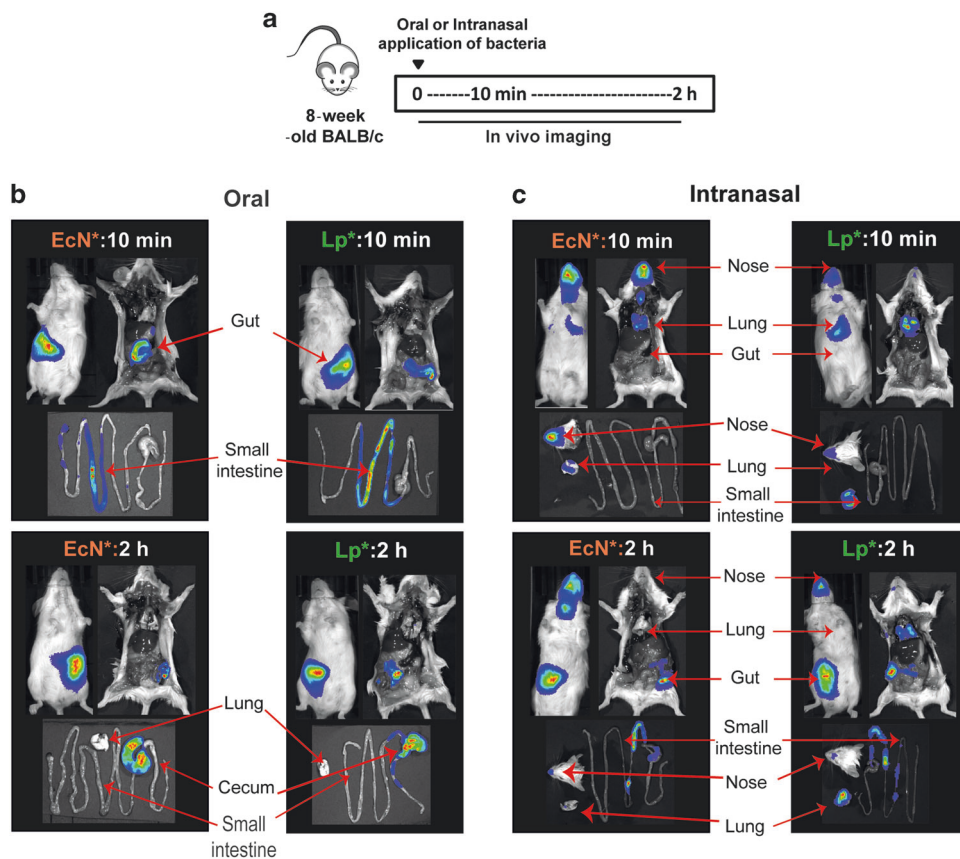 a
Oral or Intranasal
application of bacteria
0 -------10 min ------------------------2 h
8-week
-old BALB/c
In vivo imaging
b
Oral
EcN*:10 min
Lp*:10 min
Gut
Small
intestine
EcN*:2 h
Lp*:2 h
Lung
Cecum
Small
intestine
c
Intranasal
EcN*:10 min
Lp*:10 min
Nose
Lung
Gut
Nose
Lung
Small
intestine
EcN*:2 h
Lp*:2 h
Nose
Lung
Gut
Small
intestine
Nose
Lung